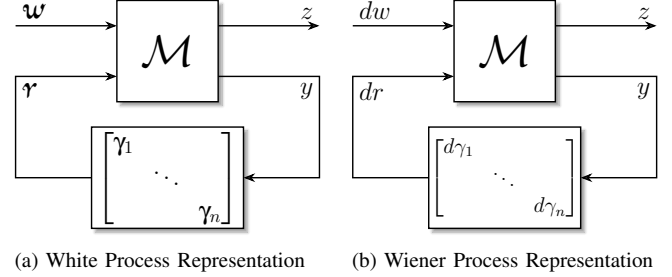 𝔀 z dw z
ℳ ℳ
𝓻 y dr y
γ₁ dγ₁
⋱ ⋱
γₙ dγₙ
(a) White Process Representation (b) Wiener Process Representation